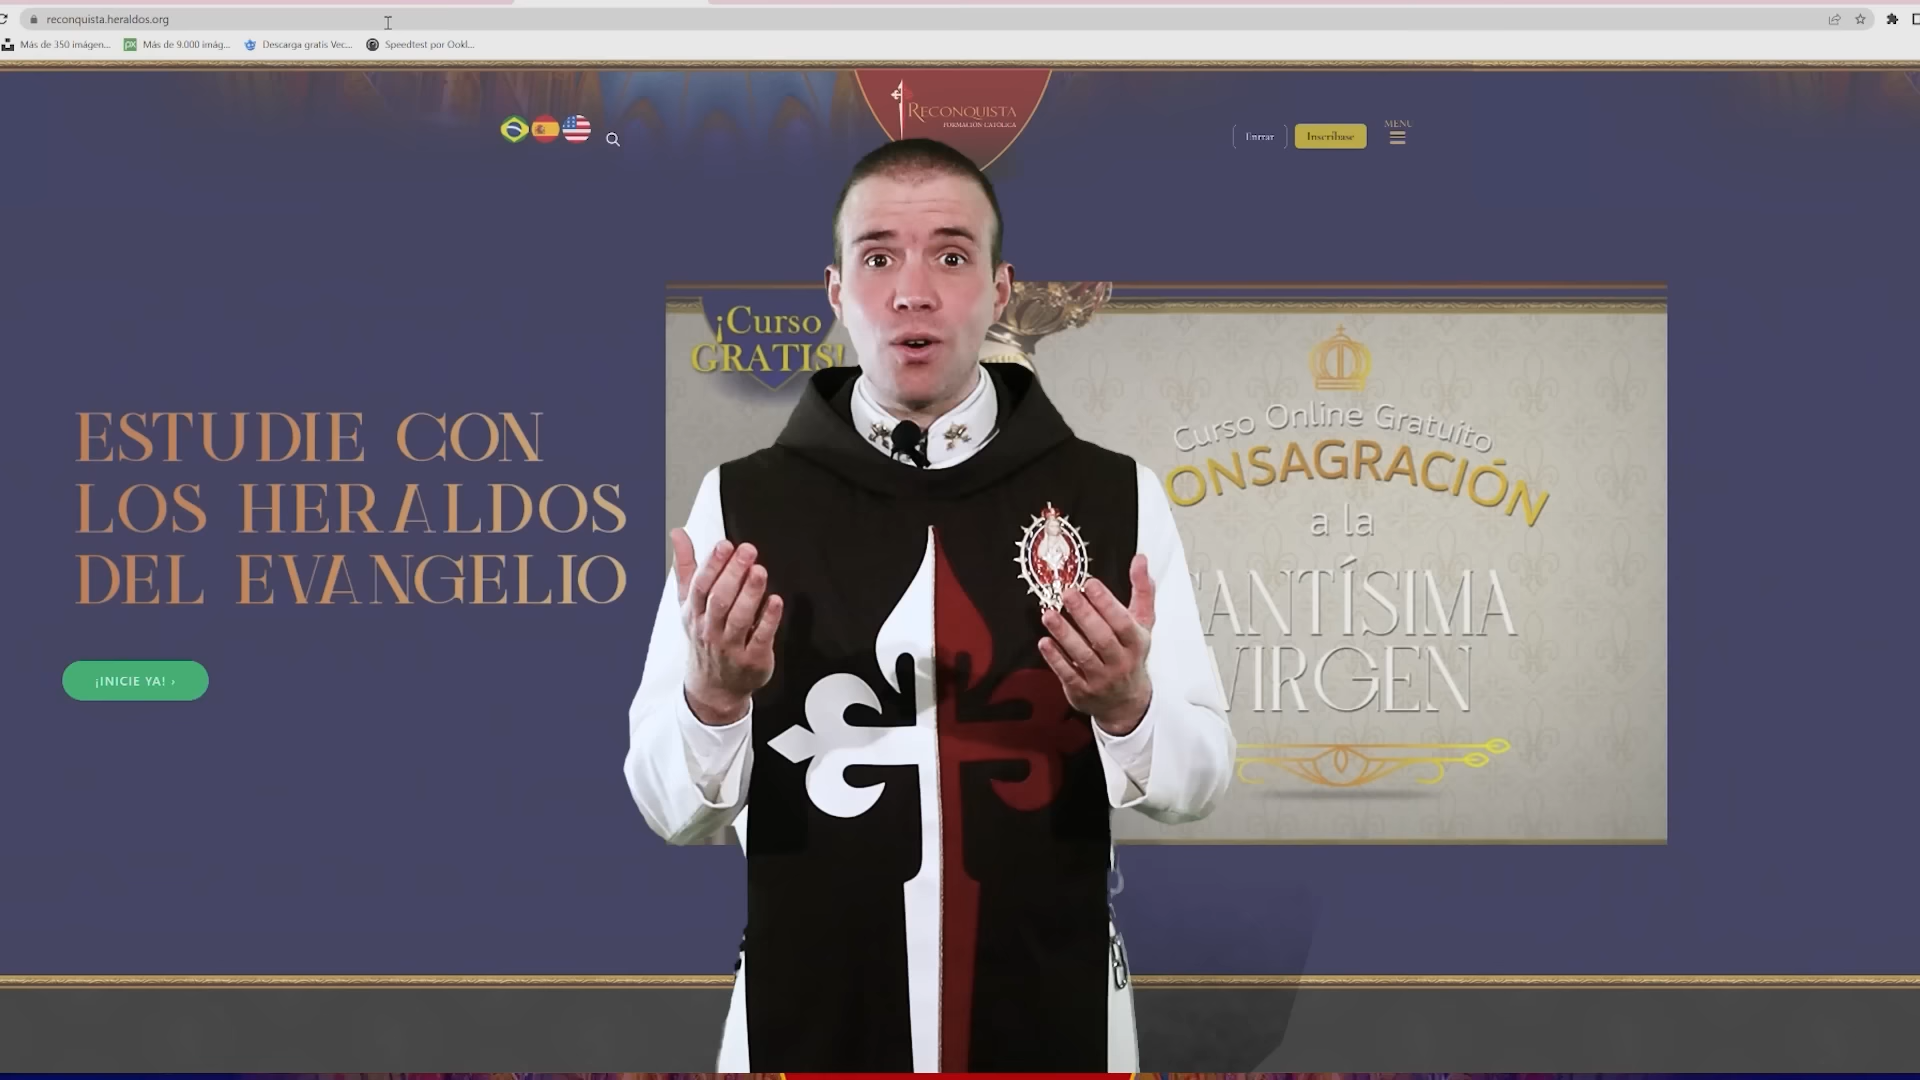 reconquista.heraldos.org
Más de 350 imágen...
Más de 9.000 imág...
Descarga gratis Vec...
Speedtest por Ookl...
RECONQUISTA
FORMACIÓN CATÓLICA
Entrar
Inscríbase
MENU
¡Curso
GRATIS!
ESTUDIE CON
LOS HERALDOS
DEL EVANGELIO
¡INICIE YA! ›
Curso Online Gratuito
ONSAGRACIÓN
a la
ANTÍSIMA
VIRGEN